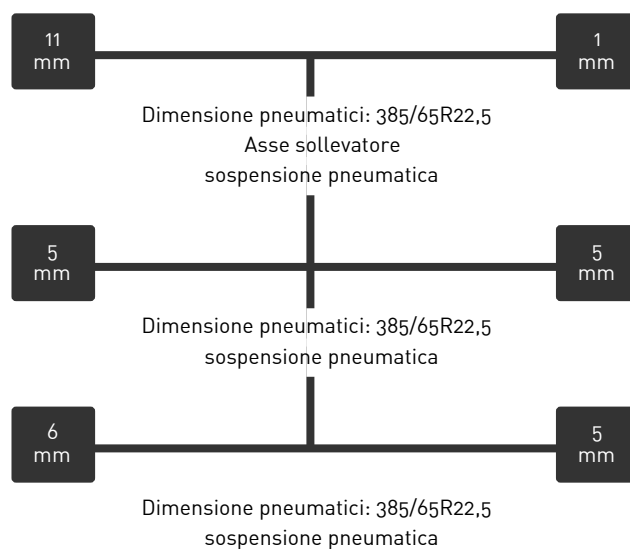 11
mm
1
mm
Dimensione pneumatici: 385/65R22,5
Asse sollevatore
sospensione pneumatica
5
mm
5
mm
Dimensione pneumatici: 385/65R22,5
sospensione pneumatica
6
mm
5
mm
Dimensione pneumatici: 385/65R22,5
sospensione pneumatica